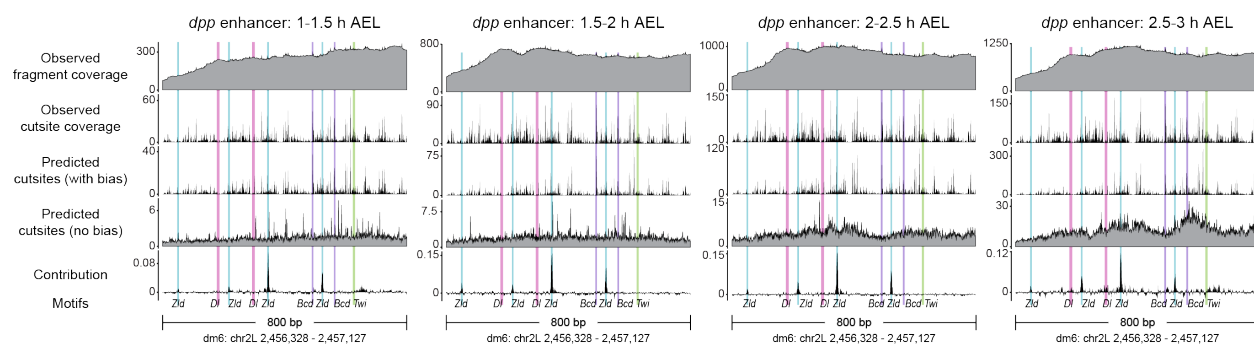 dpp enhancer: 1-1.5 h AEL
dpp enhancer: 1.5-2 h AEL
dpp enhancer: 2-2.5 h AEL
dpp enhancer: 2.5-3 h AEL
Observed
fragment coverage
300
0
800
0
1000
0
1250
0
Observed
cutsite coverage
60
0
90
0
150
0
150
0
Predicted
cutsites (with bias)
40
0
75
0
120
0
300
0
Predicted
cutsites (no bias)
6
0
7.5
0
15
0
30
0
Contribution
0.08
0
0.15
0
0.15
0
0.12
0
Motifs
Zld Dl Zld Dl Zld Bcd Zld Bcd Twi
Zld Dl Zld Dl Zld Bcd Zld Bcd Twi
Zld Dl Zld Dl Zld Bcd Zld Bcd Twi
Zld Dl Zld Dl Zld Bcd Zld Bcd Twi
800 bp
800 bp
800 bp
800 bp
dm6: chr2L 2,456,328 - 2,457,127
dm6: chr2L 2,456,328 - 2,457,127
dm6: chr2L 2,456,328 - 2,457,127
dm6: chr2L 2,456,328 - 2,457,127